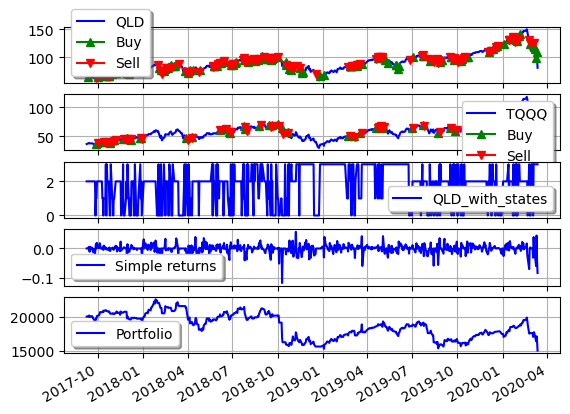 150
100
QLD
Buy
Sell
100
50
TQQQ
Buy
Sell
2
0
QLD_with_states
0.0
−0.1
Simple returns
20000
15000
Portfolio
2017-10
2018-01
2018-04
2018-07
2018-10
2019-01
2019-04
2019-07
2019-10
2020-01
2020-04